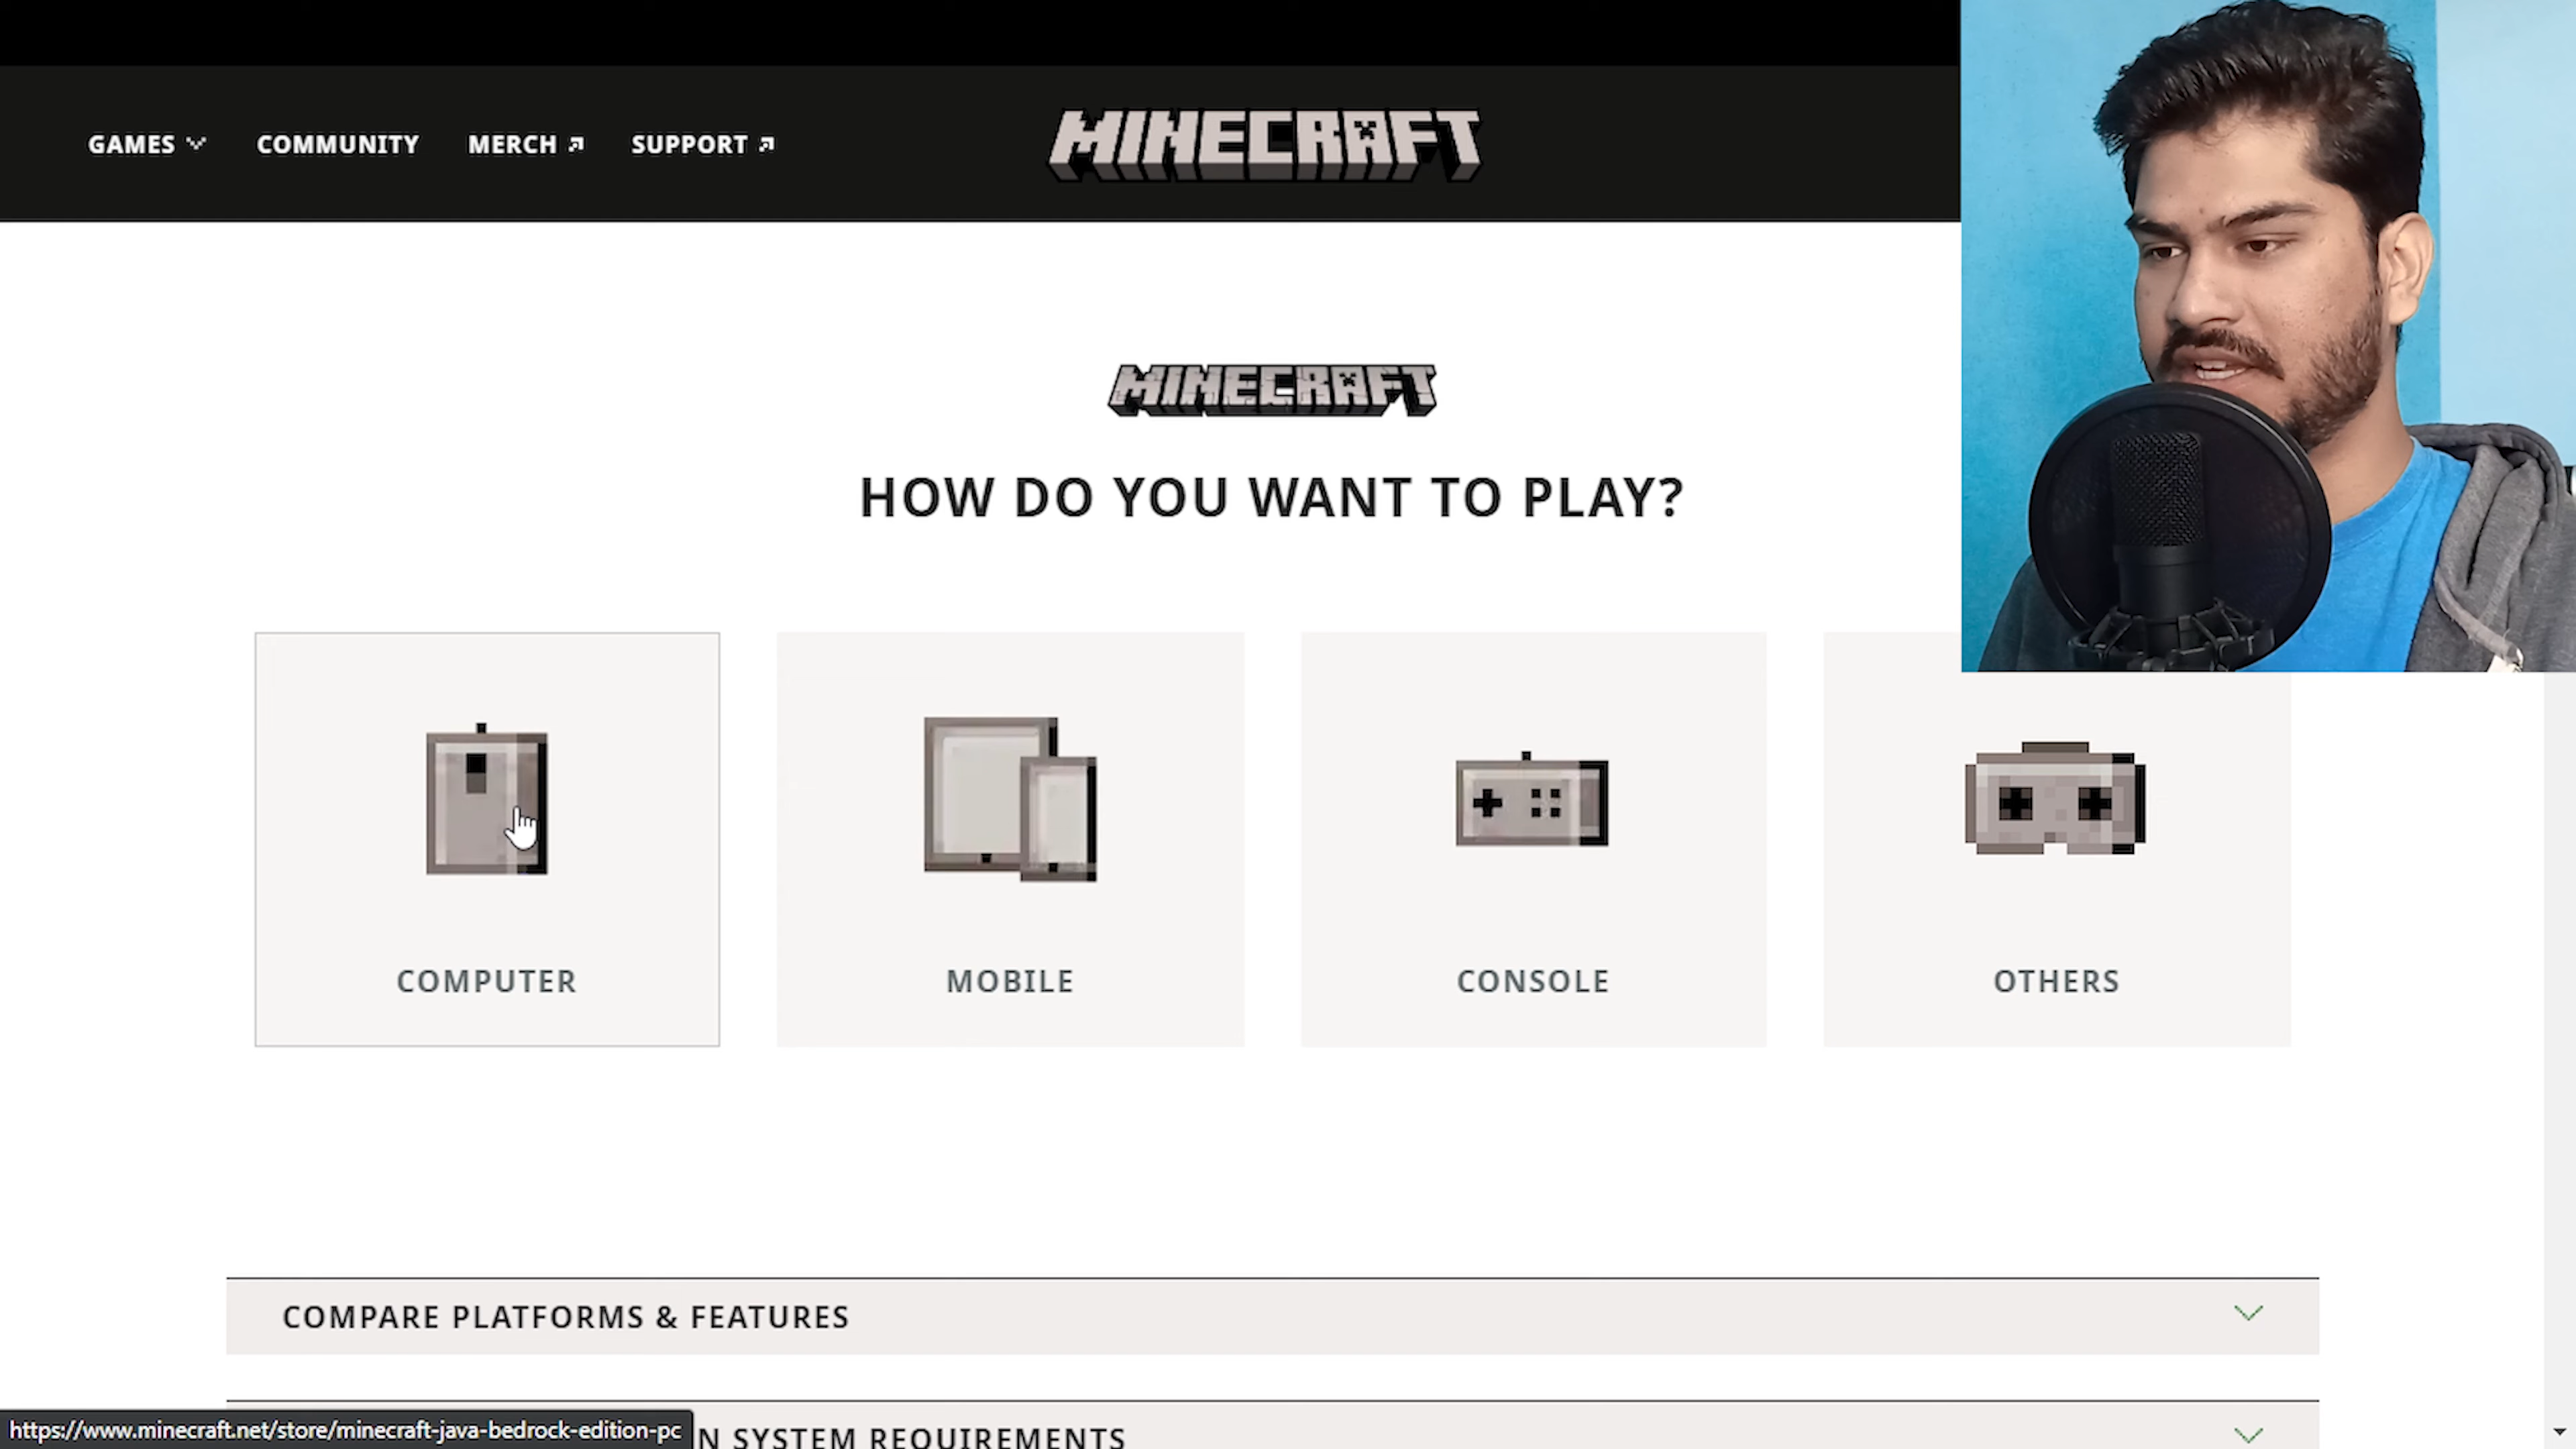 GAMES COMMUNITY MERCH SUPPORT MINECRAFT
MINECRAFT
HOW DO YOU WANT TO PLAY?
COMPUTER MOBILE CONSOLE OTHERS
COMPARE PLATFORMS & FEATURES
SYSTEM REQUIREMENTS
https://www.minecraft.net/store/minecraft-java-bedrock-edition-pc